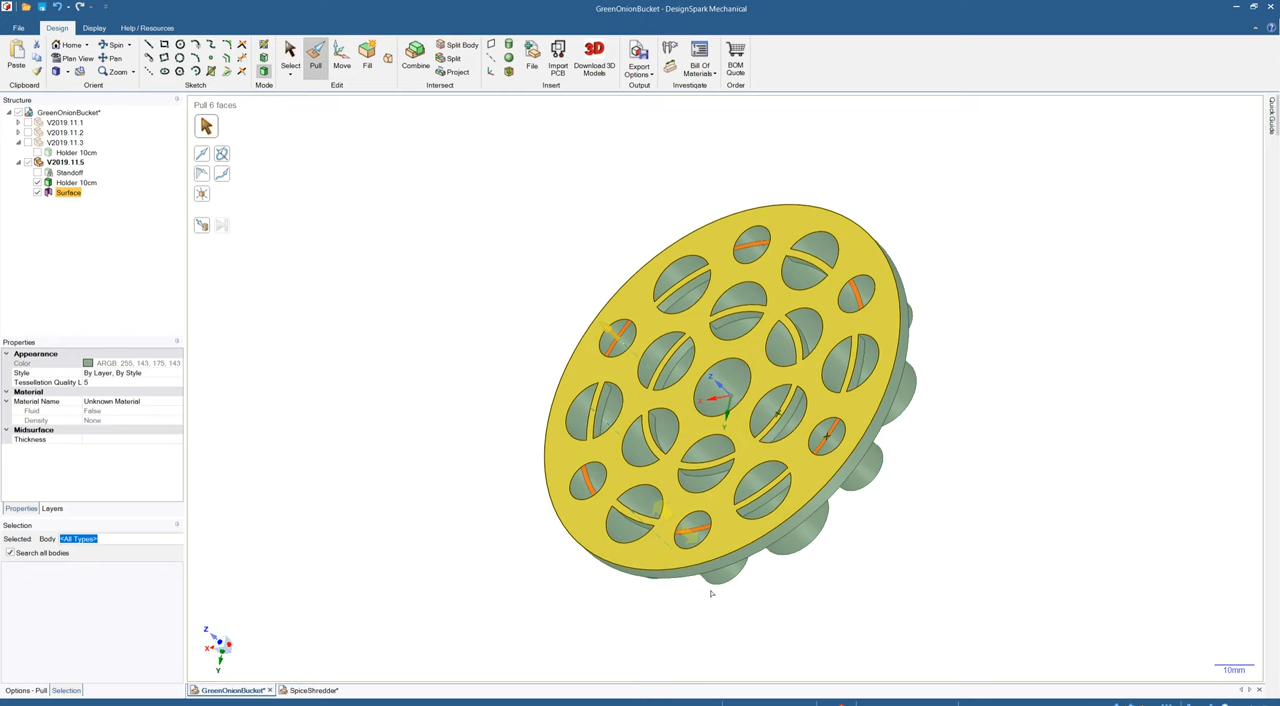 GreenOnionBucket - DesignSpark Mechanical
File Design Display Help / Resources
Paste
Home
Plan View
Spin
Pan
Zoom
Select Pull Move Fill
Combine
Split Body
Split
Project
File Import PCB Download 3D Models
Export Options
Bill Of Materials
BOM Quote
Clipboard Orient Sketch Mode Edit Intersect Insert Output Investigate Order
Structure
GreenOnionBucket*
V2019.11.1
V2019.11.2
V2019.11.3
Holder 10cm
V2019.11.5
Standoff
Holder 10cm
Surface
Properties
Appearance
Color ARGB: 255, 143, 175, 143
Style By Layer, By Style
Tessellation Quality L 5
Material
Material Name Unknown Material
Fluid False
Density None
Midsurface
Thickness
Properties Layers
Selection
Selected: Body <All Types>
Search all bodies
Options - Pull Selection
Pull 6 faces
Quick Guide
Z
X
Y
Z
X
Y
10mm
GreenOnionBucket* SpiceShredder*